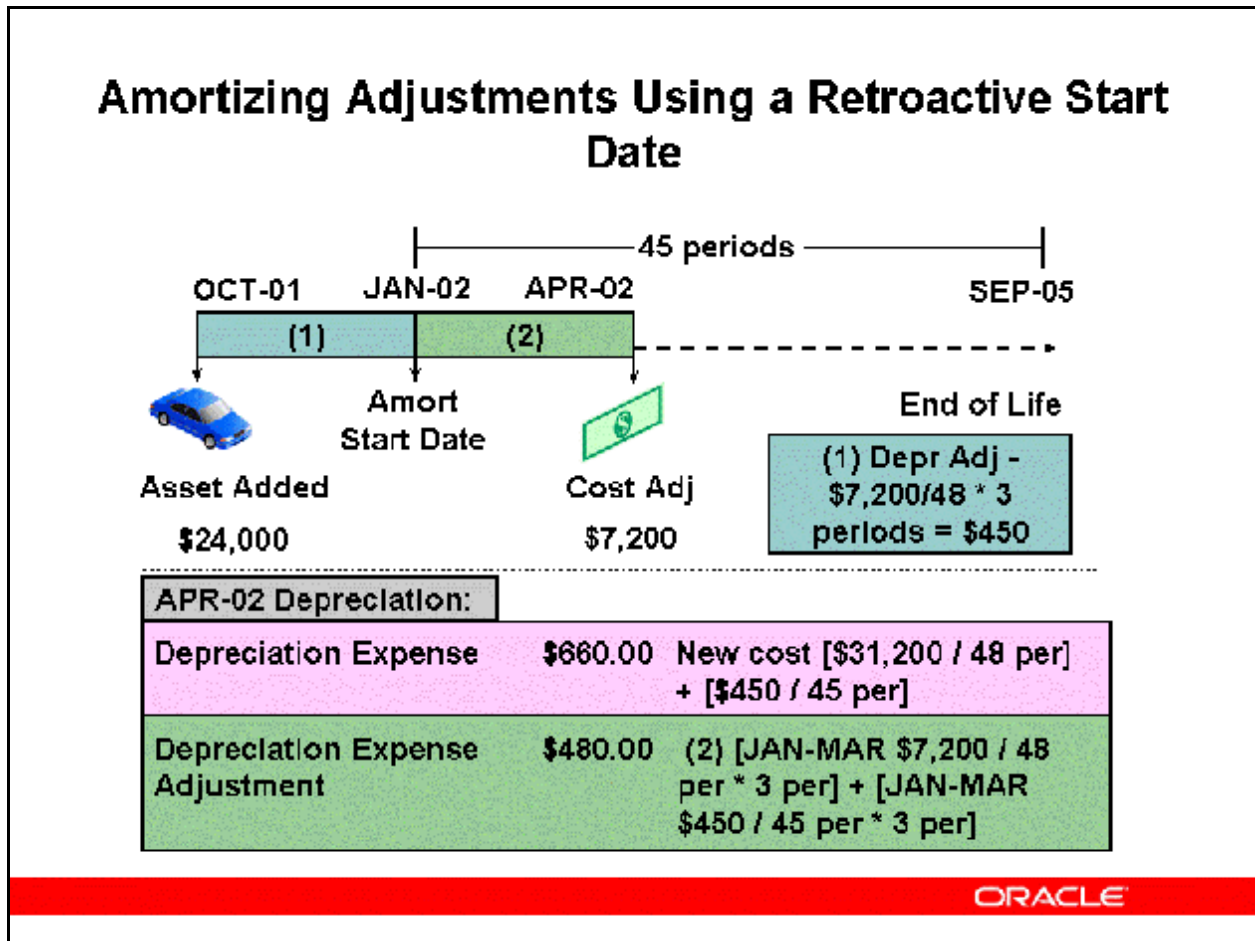 Amortizing Adjustments Using a Retroactive Start
Date
45 periods
OCT-01 JAN-02 APR-02 SEP-05
(1) (2)
Amort
Start Date
End of Life
Asset Added
$24,000
Cost Adj
$7,200
(1) Depr Adj -
$7,200/48 * 3
periods = $450
APR-02 Depreciation:
Depreciation Expense $660.00 New cost [$31,200 / 48 per]
+ [$450 / 45 per]
Depreciation Expense $480.00 (2) [JAN-MAR $7,200 / 48
Adjustment per * 3 per] + [JAN-MAR
$450 / 45 per * 3 per]
ORACLE